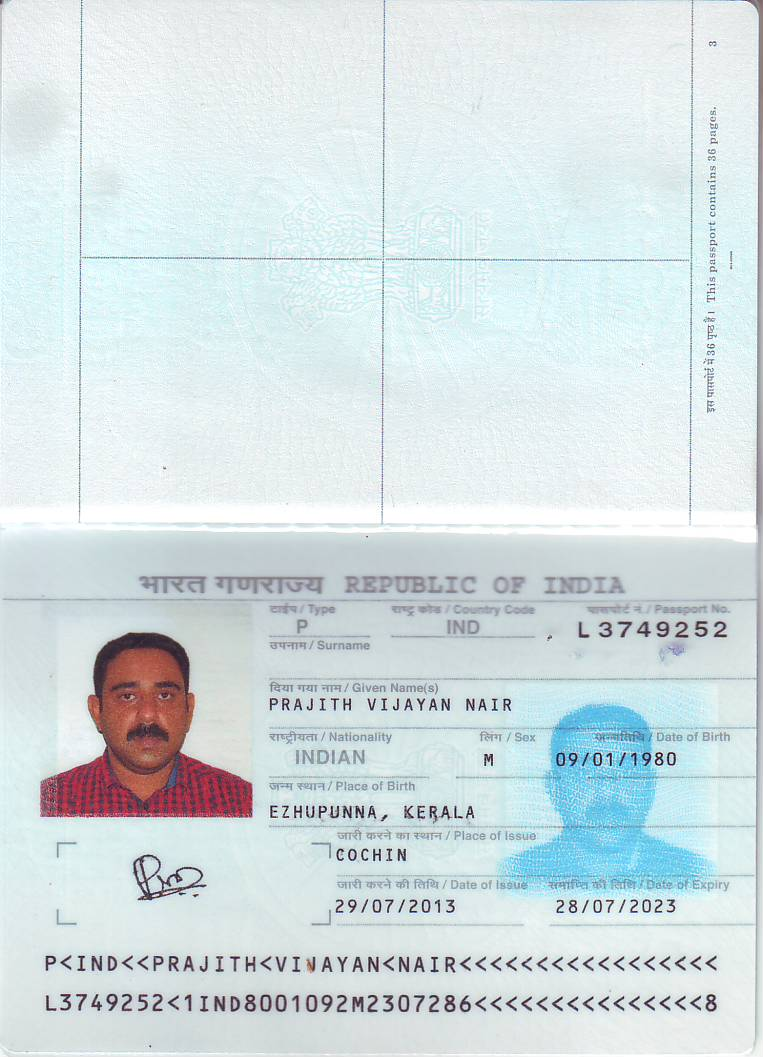 3
इस पासपोर्ट में 36 पृष्ठ हैं। This passport contains 36 pages.
भारत गणराज्य REPUBLIC OF INDIA
टाईप / Type
राष्ट्र कोड / Country Code
पासपोर्ट नं. / Passport No.
P
IND
L3749252
उपनाम / Surname
दिया गया नाम / Given Name(s)
PRAJITH VIJAYAN NAIR
राष्ट्रीयता / Nationality
लिंग / Sex
जन्मतिथि / Date of Birth
INDIAN
M
09/01/1980
जन्म स्थान / Place of Birth
EZHUPUNNA, KERALA
जारी करने का स्थान / Place of Issue
COCHIN
जारी करने की तिथि / Date of Issue
समाप्ति की तिथि / Date of Expiry
29/07/2013
28/07/2023
P<IND<<PRAJITH<VIJAYAN<NAIR<<<<<<<<<<<<<<<<<
L3749252<1IND8001092M2307286<<<<<<<<<<<<<<<8